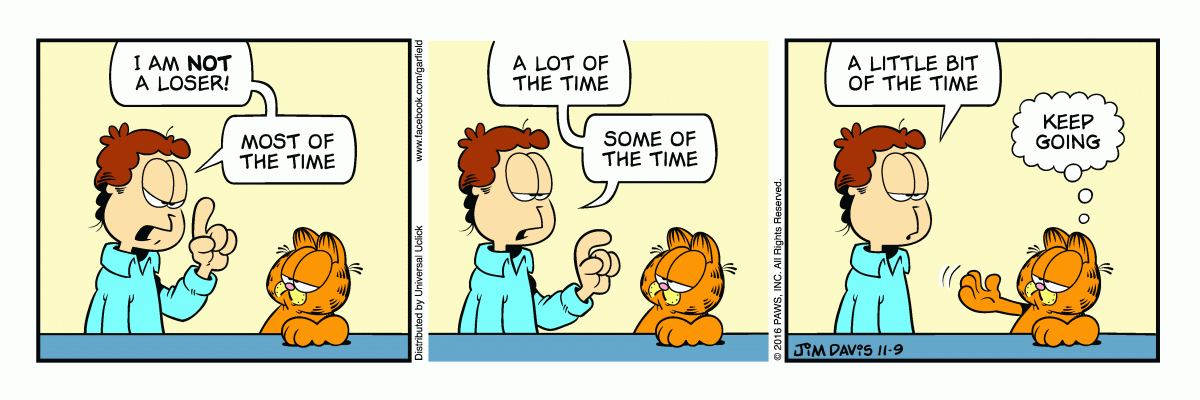 I AM NOT
A LOSER!
MOST OF
THE TIME
www.facebook.com/garfield
Distributed by Universal Uclick
A LOT OF
THE TIME
SOME OF
THE TIME
© 2016 PAWS, INC. All Rights Reserved.
A LITTLE BIT
OF THE TIME
KEEP
GOING
JIM DAVIS 11-9